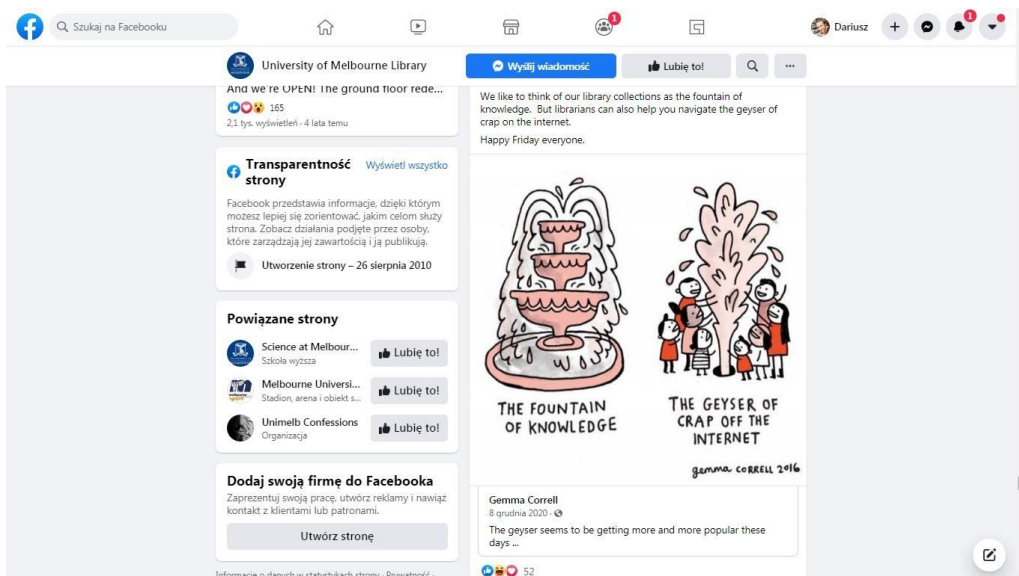 Szukaj na Facebooku
1
Dariusz
1
University of Melbourne Library
Wyślij wiadomość
Lubię to!
And we're OPEN! The ground floor rede...
165
2,1 tys. wyświetleń · 4 lata temu
Transparentność strony
Wyświetl wszystko
Facebook przedstawia informacje, dzięki którym
możesz lepiej się zorientować, jakim celom służy
strona. Zobacz działania podjęte przez osoby,
które zarządzają jej zawartością i ją publikują.
Utworzenie strony – 26 sierpnia 2010
Powiązane strony
Science at Melbour...
Szkoła wyższa
Lubię to!
Melbourne Universi...
Stadion, arena i obiekt s...
Lubię to!
Unimelb Confessions
Organizacja
Lubię to!
Dodaj swoją firmę do Facebooka
Zaprezentuj swoją pracę, utwórz reklamy i nawiąż
kontakt z klientami lub patronami.
Utwórz stronę
Informacje o danych w statystykach strony · Prywatność ·
We like to think of our library collections as the fountain of
knowledge. But librarians can also help you navigate the geyser of
crap on the internet.
Happy Friday everyone.
THE FOUNTAIN
OF KNOWLEDGE
THE GEYSER OF
CRAP OFF THE
INTERNET
gemma CORRELL 2016
Gemma Correll
8 grudnia 2020 ·
The geyser seems to be getting more and more popular these
days ...
52